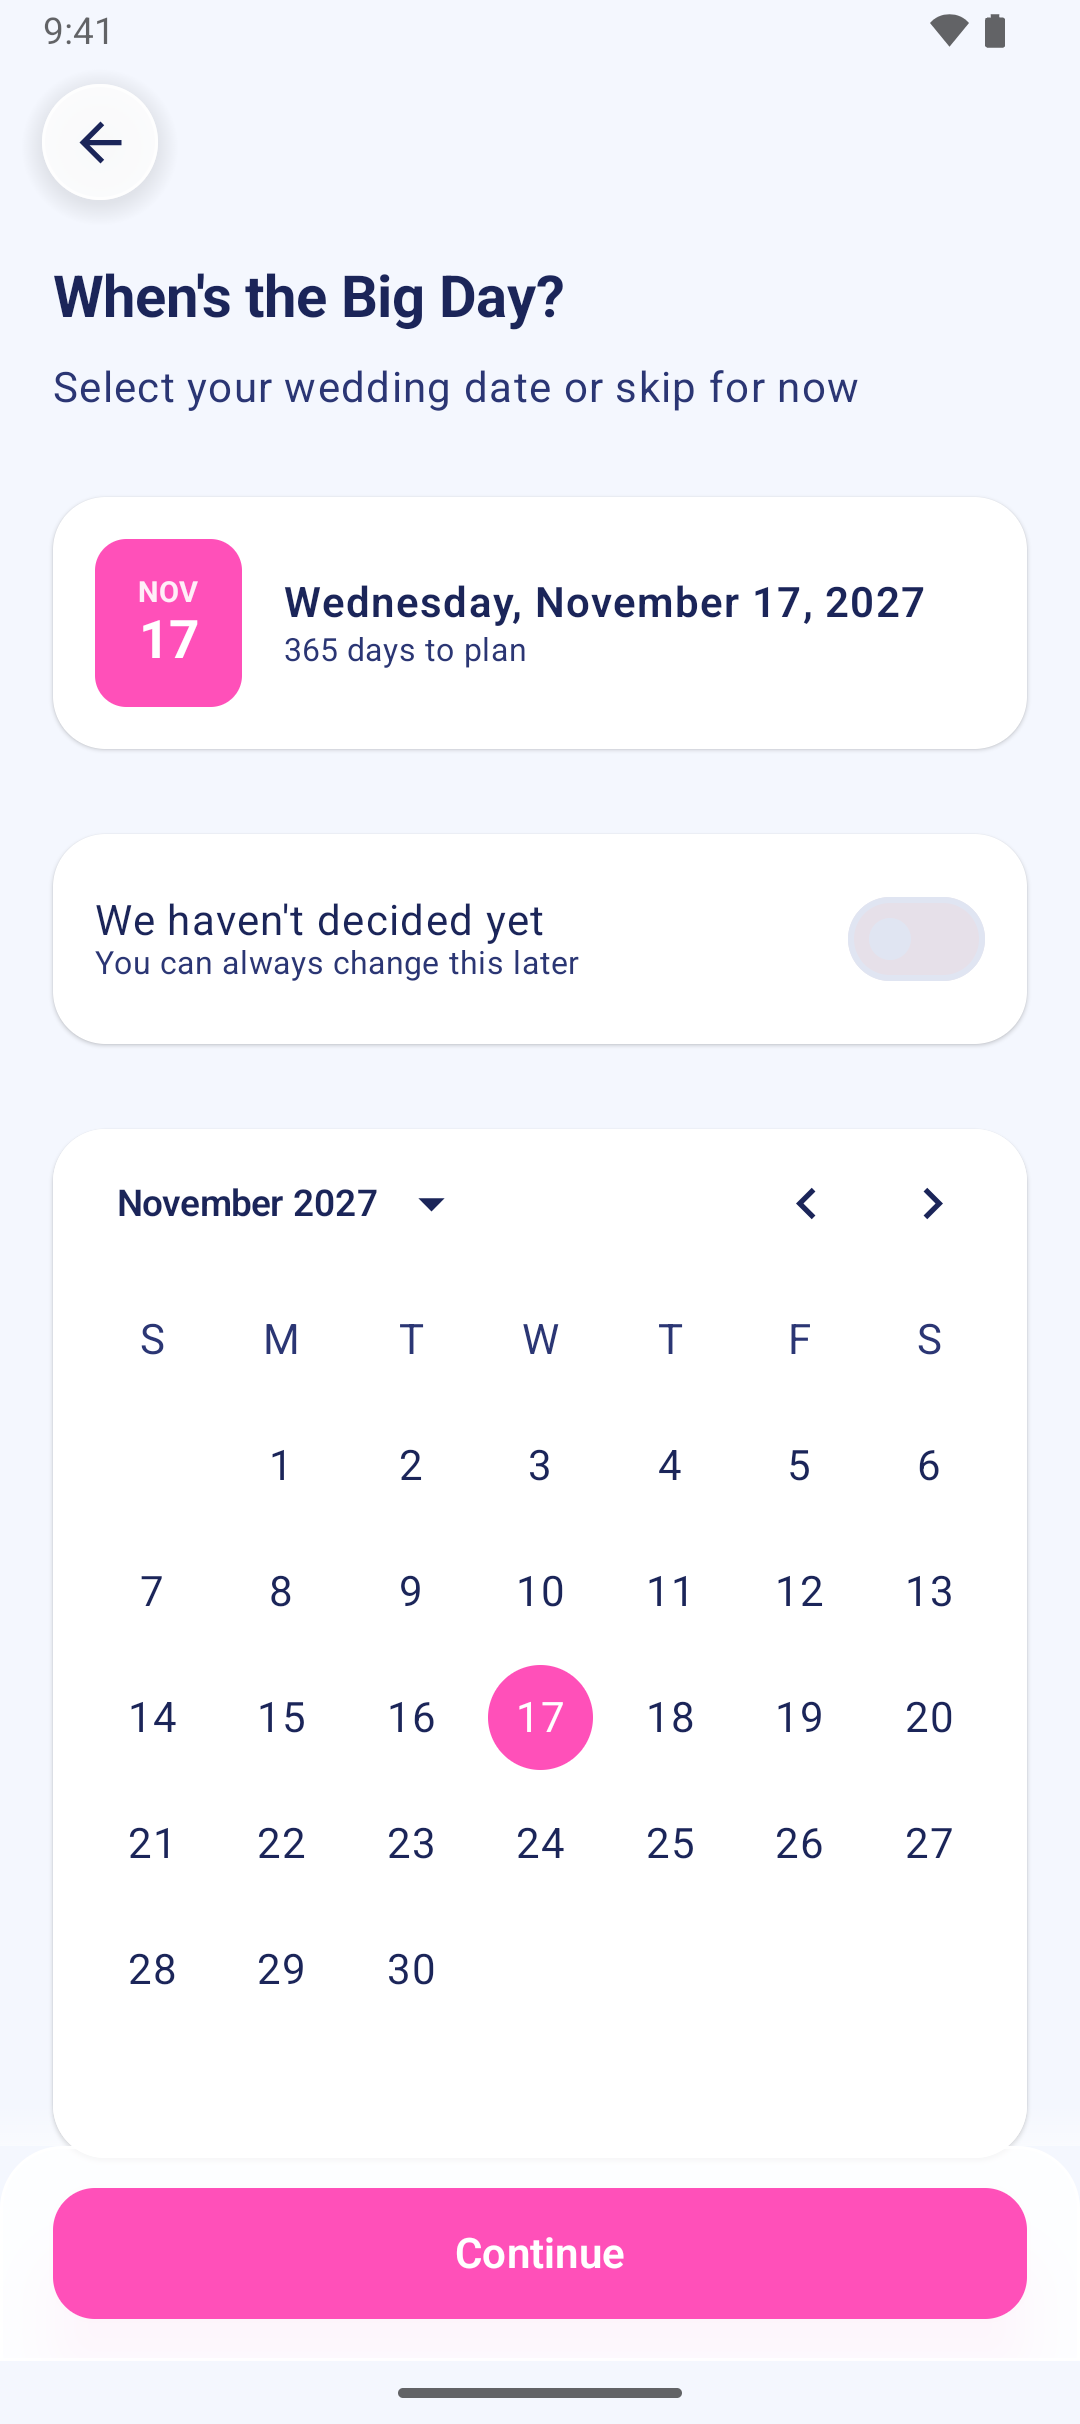 9:41
When's the Big Day?
Select your wedding date or skip for now
NOV
17
Wednesday, November 17, 2027
365 days to plan
We haven't decided yet
You can always change this later
November 2027
S M T W T F S
1 2 3 4 5 6
7 8 9 10 11 12 13
14 15 16 17 18 19 20
21 22 23 24 25 26 27
28 29 30
Continue